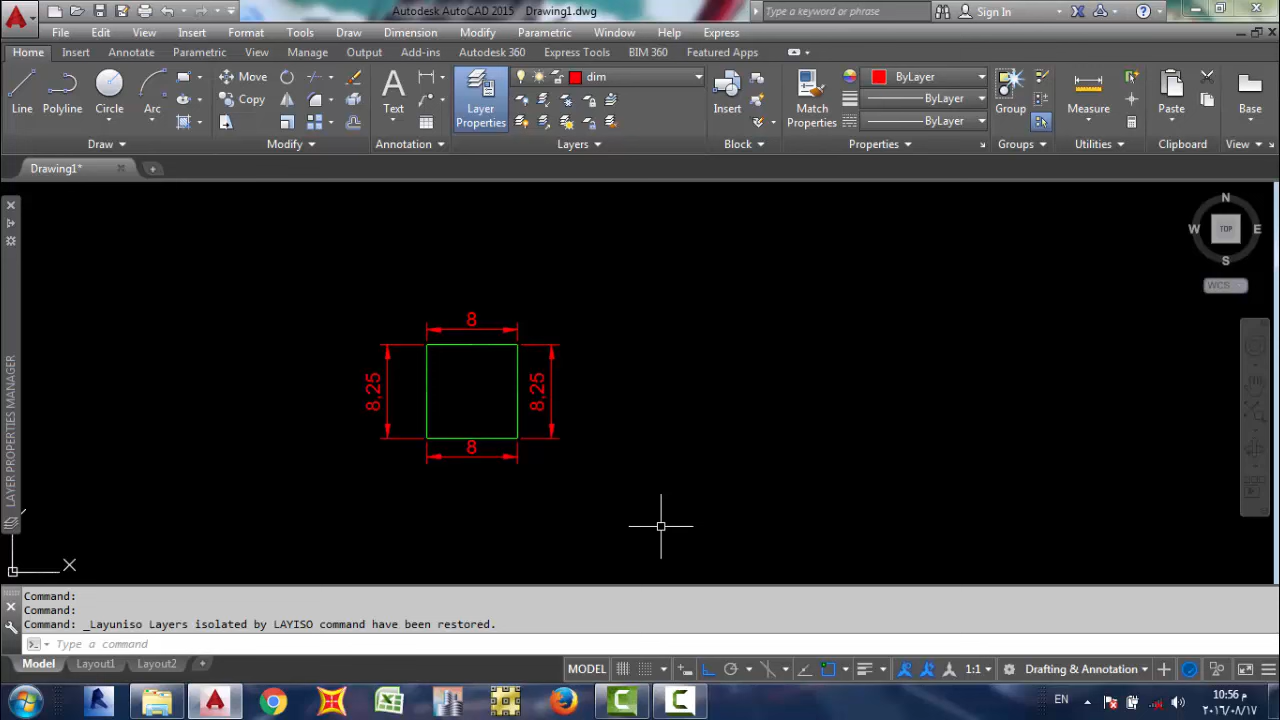 Autodesk AutoCAD 2015 Drawing1.dwg
Type a keyword or phrase
Sign In
File Edit View Insert Format Tools Draw Dimension Modify Parametric Window Help Express
Home Insert Annotate Parametric View Manage Output Add-ins Autodesk 360 Express Tools BIM 360 Featured Apps
Line Polyline Circle Arc
Move
Copy
Text
Layer Properties
dim
Insert
Match Properties
ByLayer
ByLayer
ByLayer
Group
Measure
Paste
Base
Draw Modify Annotation Layers Block Properties Groups Utilities Clipboard View
Drawing1*
N
W TOP E
S
WCS
LAYER PROPERTIES MANAGER
8
8,25
8,25
8
X
Command:
Command:
Command: _Layuniso Layers isolated by LAYISO command have been restored.
Type a command
Model Layout1 Layout2
MODEL
1:1
Drafting & Annotation
EN
10:56 م
٢٠١٦/٠٨/١٧